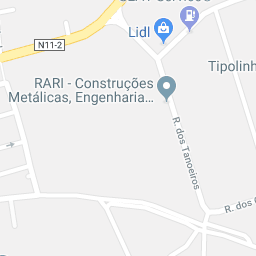 Lidl
N11-2
RARI - Construções
Metálicas, Engenharia...
Tipolinh
R. dos Tanoeiros
R. dos